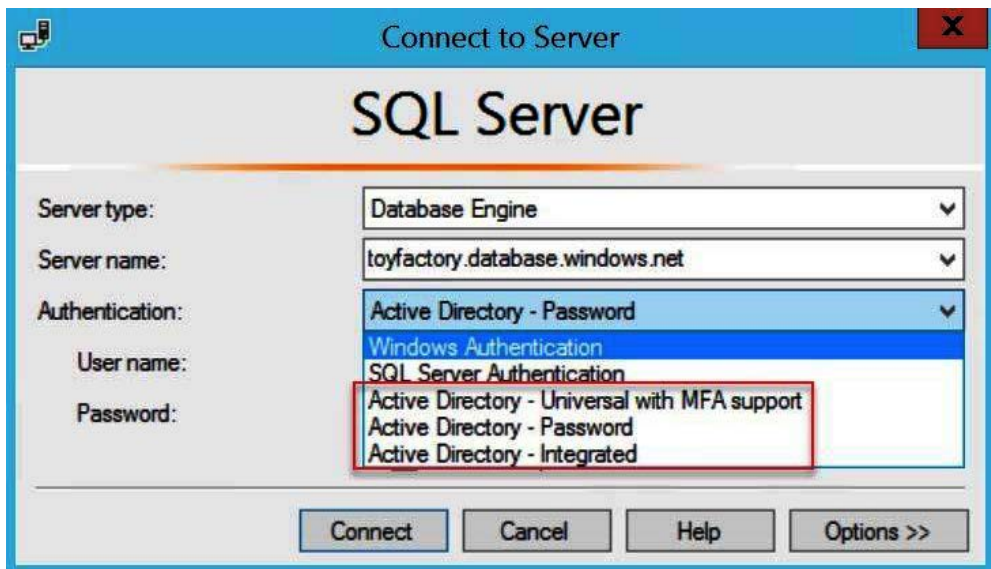 Connect to Server
X
SQL Server
Server type:
Database Engine
Server name:
toyfactory.database.windows.net
Authentication:
Active Directory - Password
Windows Authentication
User name:
SQL Server Authentication
Active Directory - Universal with MFA support
Password:
Active Directory - Password
Active Directory - Integrated
Connect
Cancel
Help
Options >>